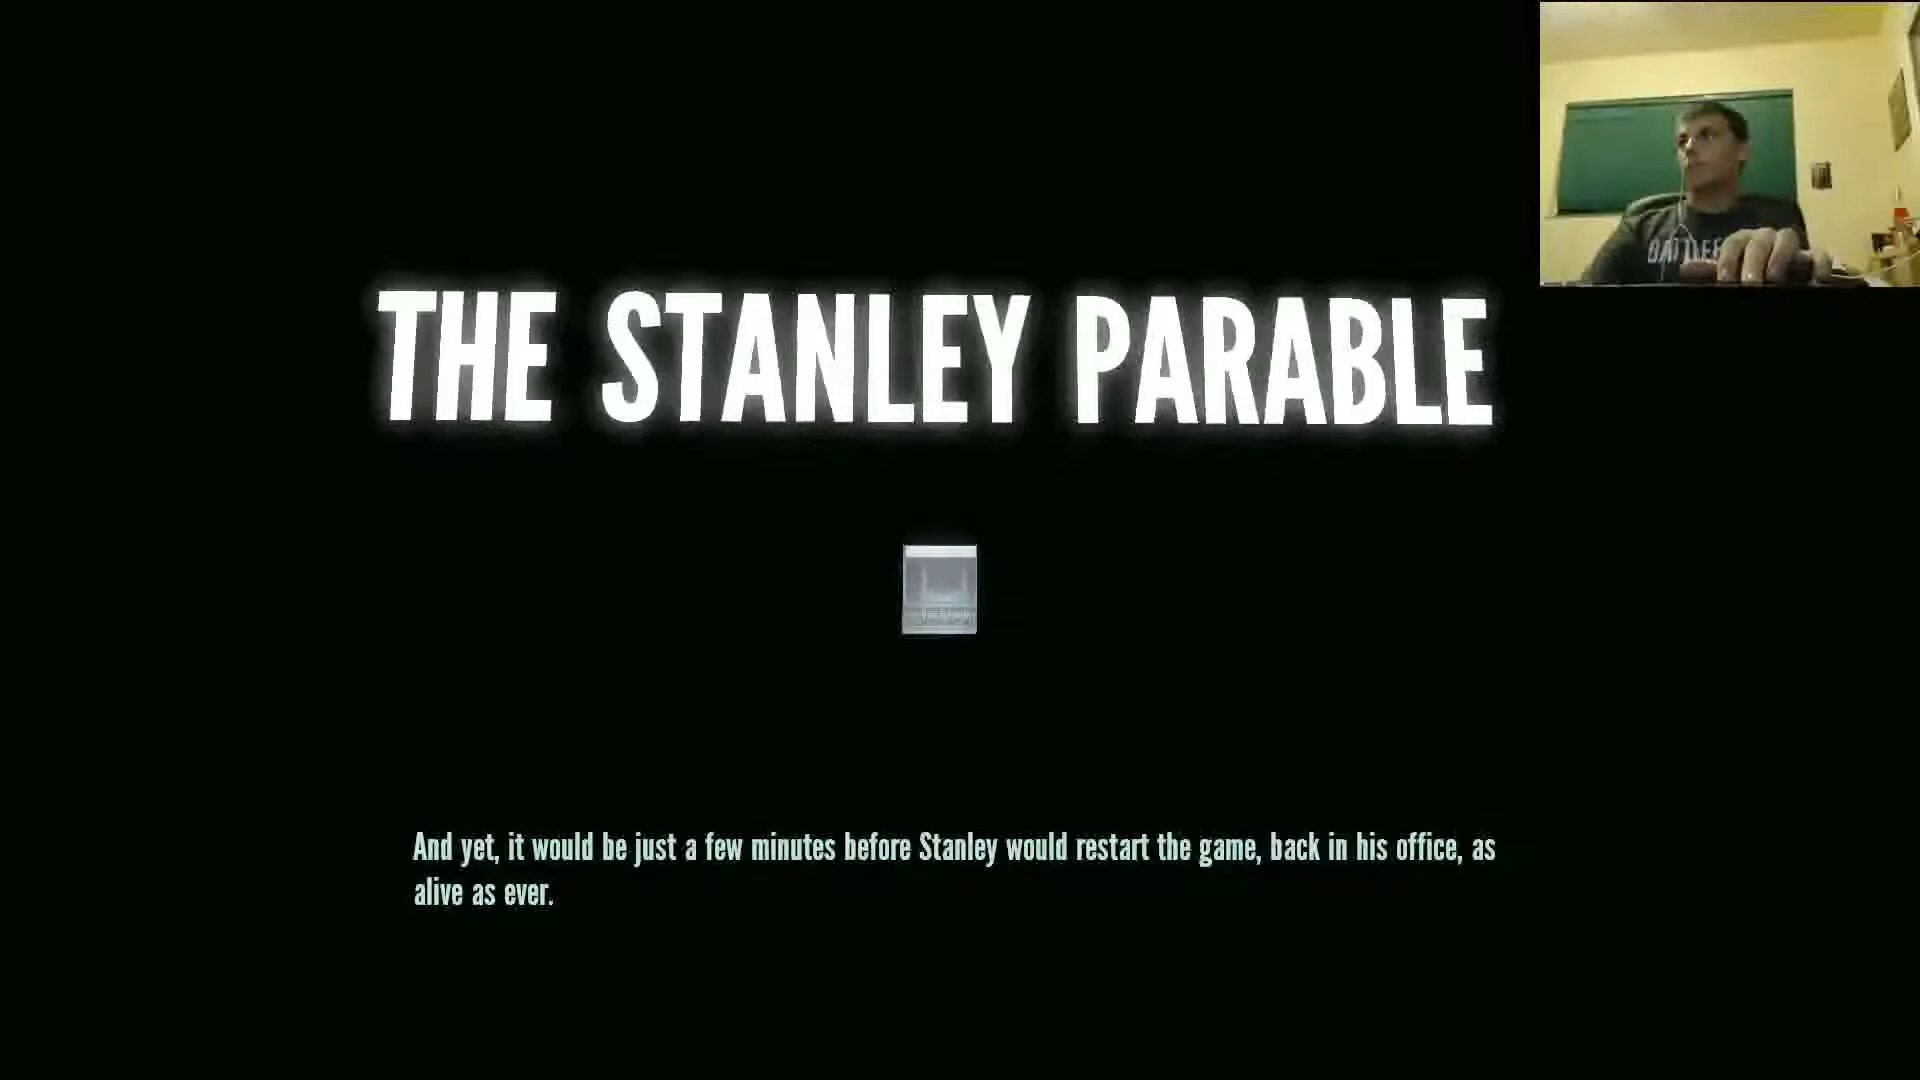 THE STANLEY PARABLE
And yet, it would be just a few minutes before Stanley would restart the game, back in his office, as
alive as ever.